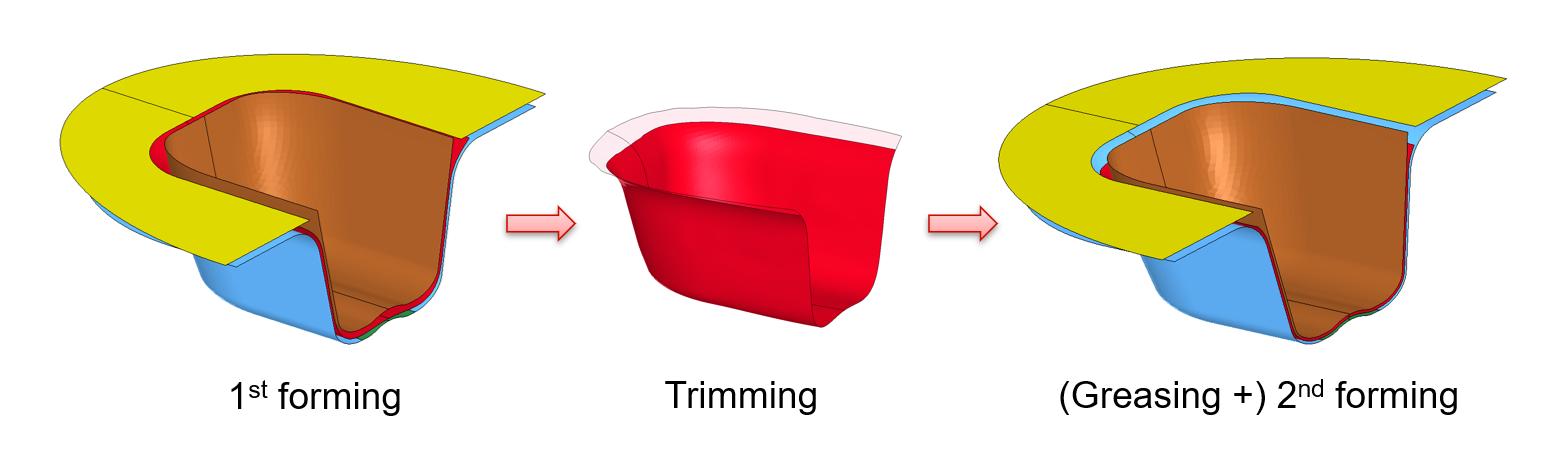 1st forming
Trimming
(Greasing +) 2nd forming